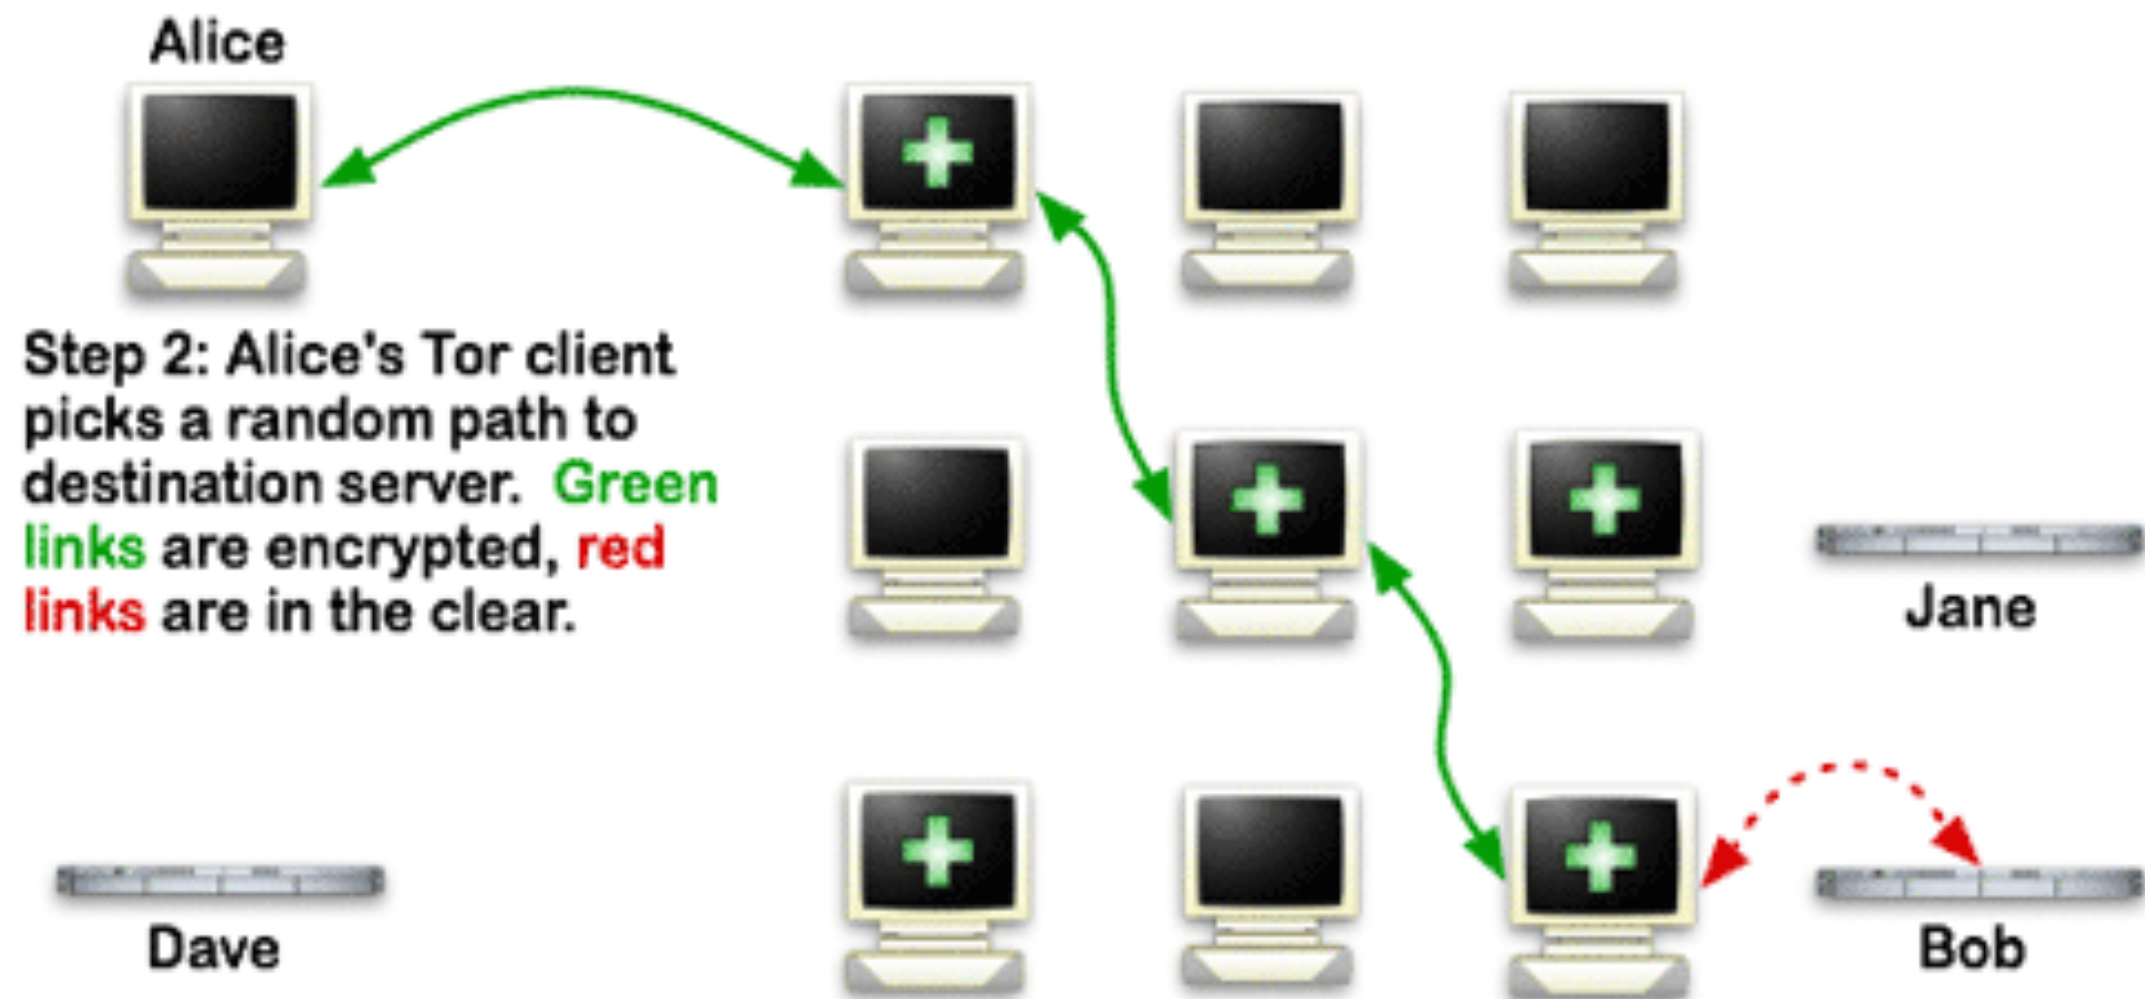 Alice
Step 2: Alice's Tor client
picks a random path to
destination server. Green
links are encrypted, red
links are in the clear.
Jane
Dave
Bob